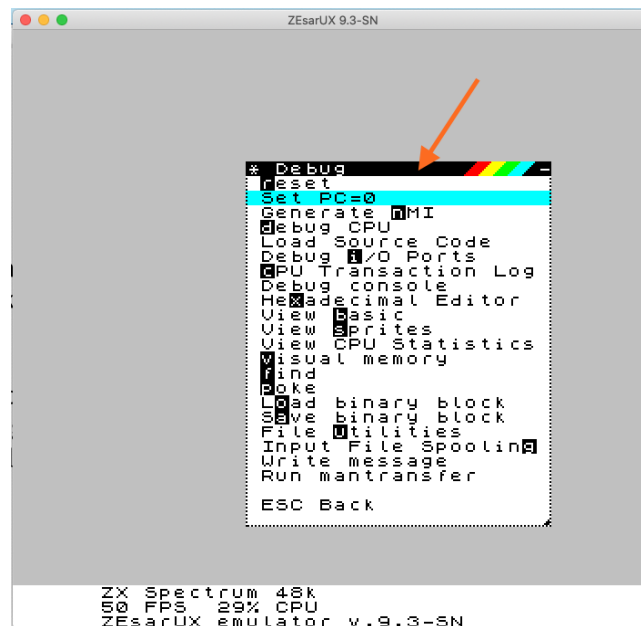 ZEsarUX 9.3-SN
* Debug -
reset
Set PC=0
Generate nMI
debug CPU
Load Source Code
Debug i/O Ports
cPU Transaction Log
Debug console
Hexadecimal Editor
View basic
View sprites
View CPU Statistics
visual memory
find
poke
Load binary block
Save binary block
File utilities
Input File Spooling
Write message
Run mantransfer
ESC Back
ZX Spectrum 48k
50 FPS 29% CPU
ZEsarUX emulator v.9.3-SN